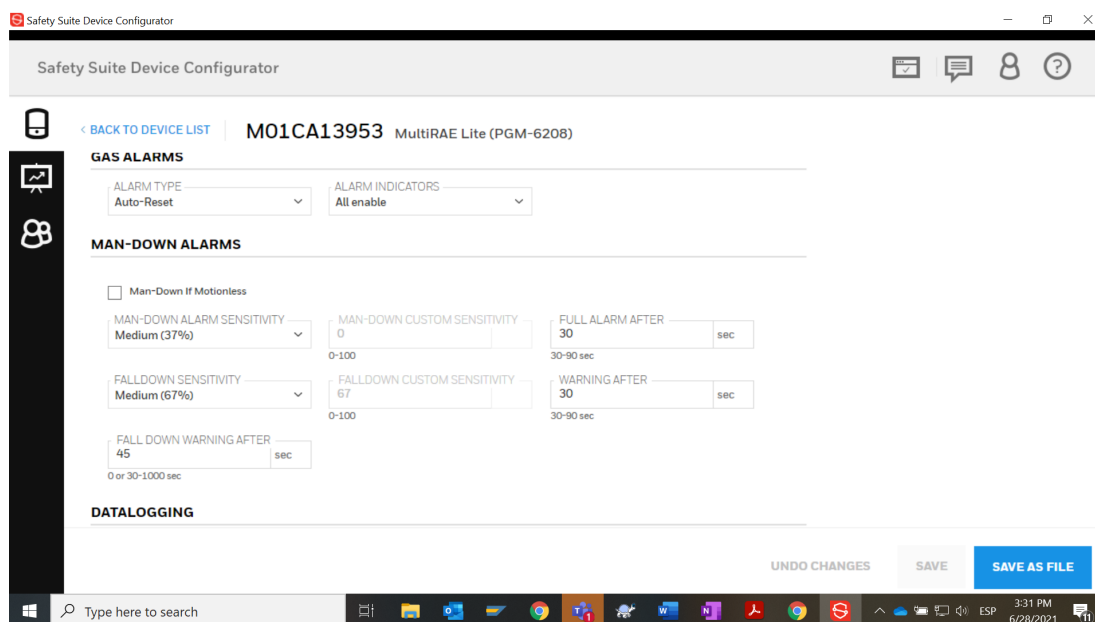 Safety Suite Device Configurator
Safety Suite Device Configurator
< BACK TO DEVICE LIST M01CA13953 MultiRAE Lite (PGM-6208)
GAS ALARMS
ALARM TYPE ALARM INDICATORS
Auto-Reset All enable
MAN-DOWN ALARMS
Man-Down If Motionless
MAN-DOWN ALARM SENSITIVITY MAN-DOWN CUSTOM SENSITIVITY FULL ALARM AFTER
Medium (37%) 0 30 sec
0-100 30-90 sec
FALLDOWN SENSITIVITY FALLDOWN CUSTOM SENSITIVITY WARNING AFTER
Medium (67%) 67 30 sec
0-100 30-90 sec
FALL DOWN WARNING AFTER
45 sec
0 or 30-1000 sec
DATALOGGING
UNDO CHANGES SAVE SAVE AS FILE
Type here to search ESP 3:31 PM
6/28/2021 11